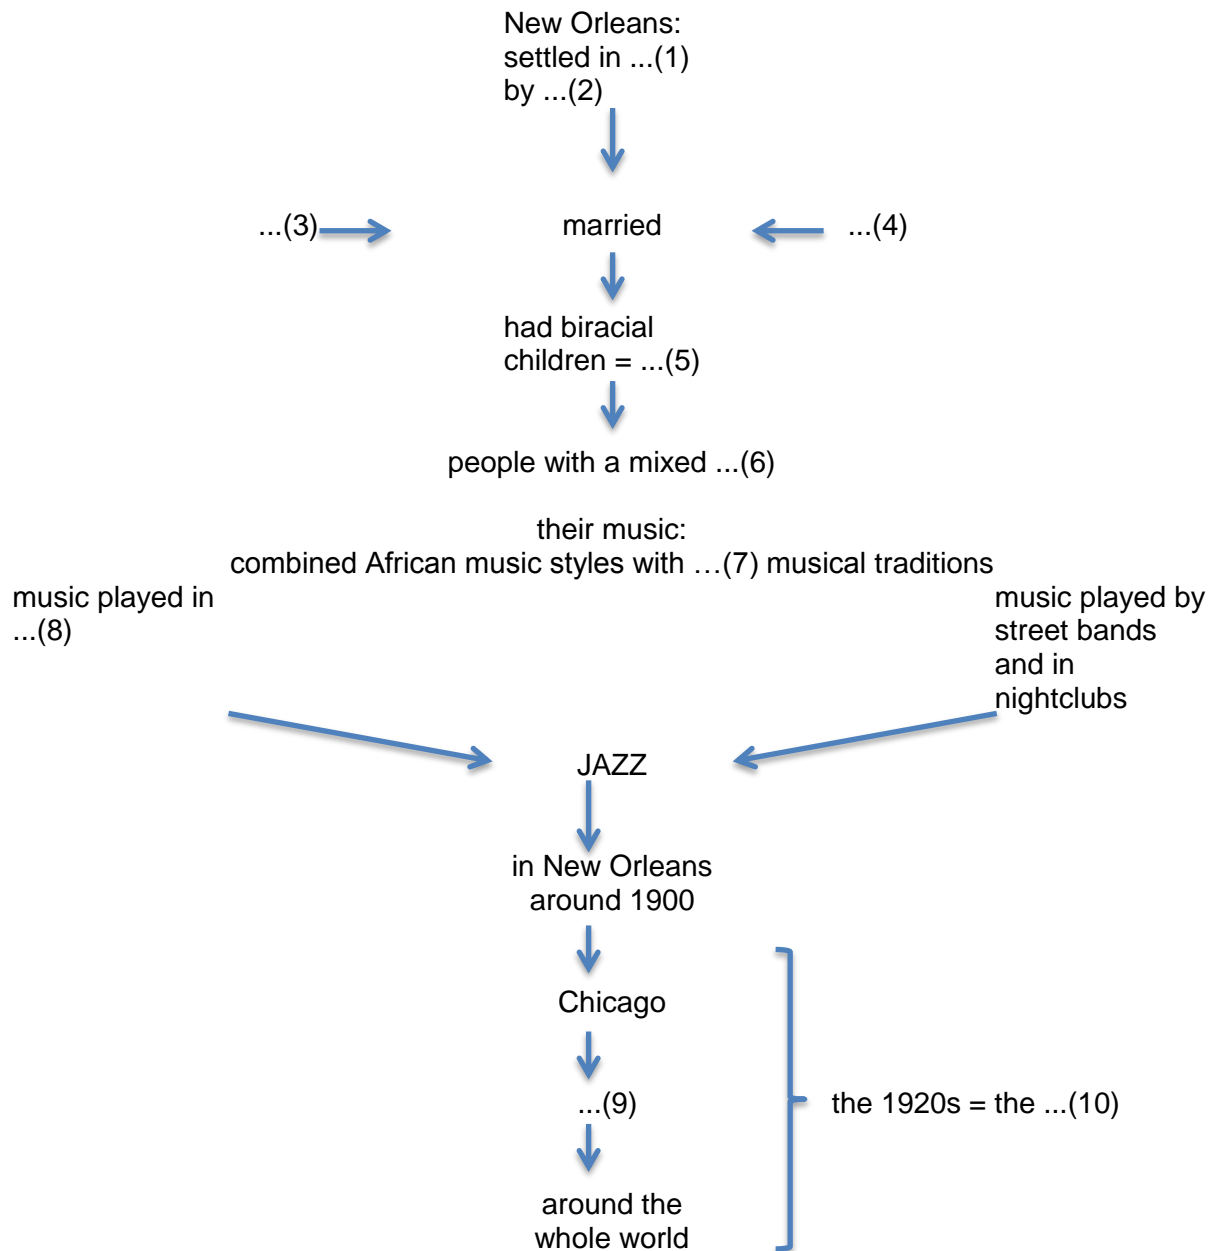 New Orleans:
settled in ...(1)
by ...(2)
...(3)
married
...(4)
had biracial
children = ...(5)
people with a mixed ...(6)
their music:
combined African music styles with …(7) musical traditions
music played in
...(8)
music played by
street bands
and in
nightclubs
JAZZ
in New Orleans
around 1900
Chicago
...(9)
the 1920s = the ...(10)
around the
whole world